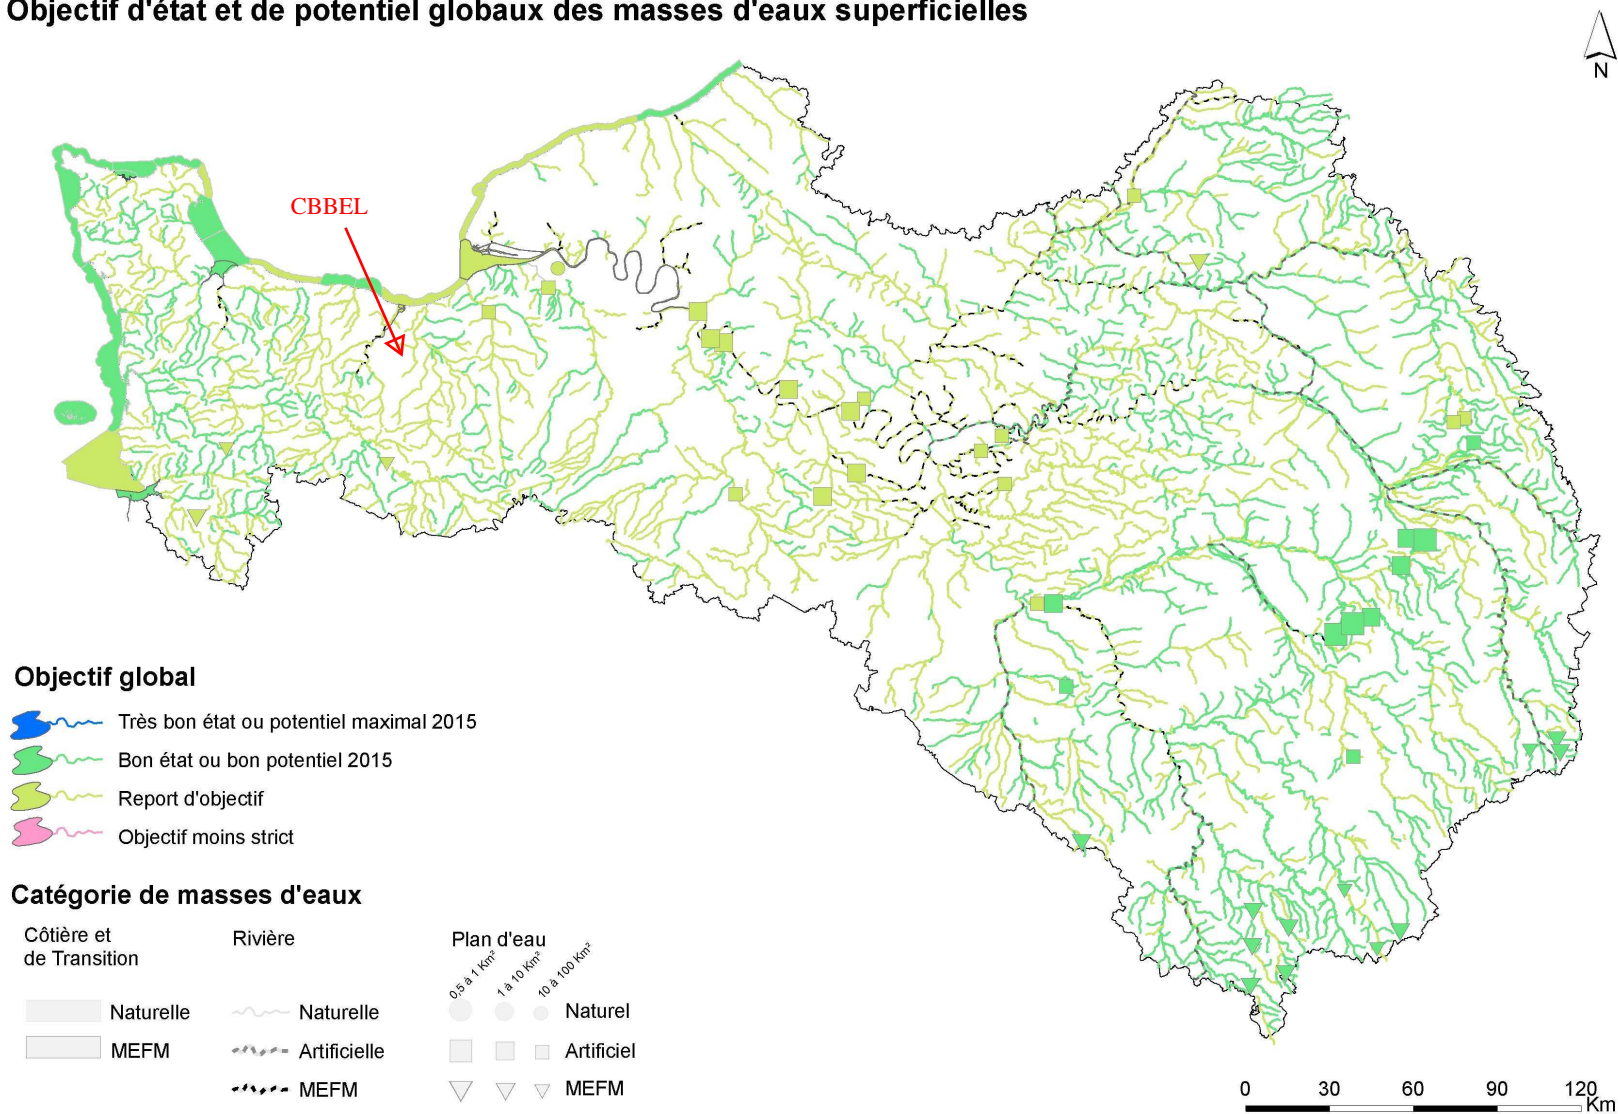 Objectif d'état et de potentiel globaux des masses d'eaux superficielles
N
CBBEL
Objectif global
Très bon état ou potentiel maximal 2015
Bon état ou bon potentiel 2015
Report d'objectif
Objectif moins strict
Catégorie de masses d'eaux
Côtière et
de Transition
Rivière
Plan d'eau
0,5 à 1 Km²
1 à 10 Km²
10 à 100 Km²
Naturelle
Naturelle
Naturel
MEFM
Artificielle
Artificiel
MEFM
MEFM
0 30 60 90 120
Km